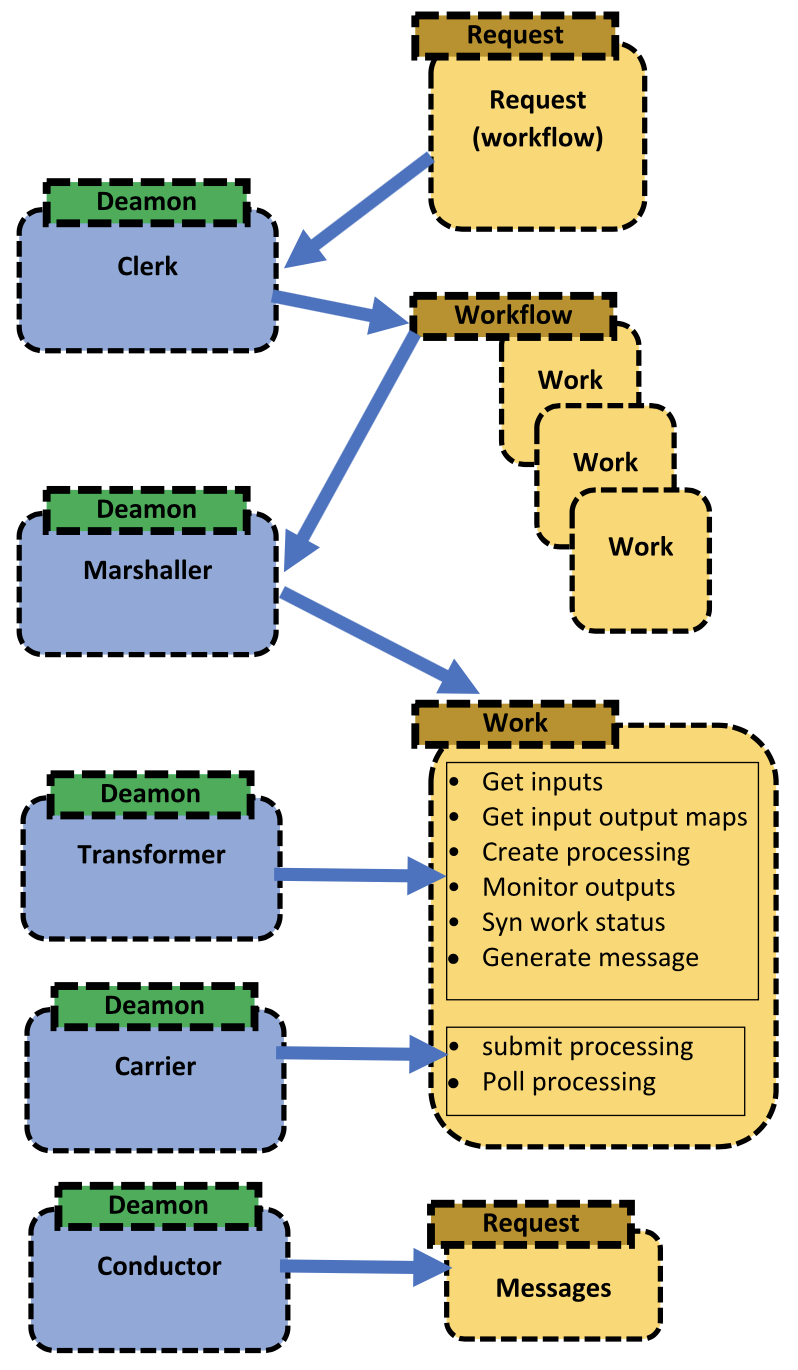 Request
Request
(workflow)
Deamon
Clerk
Workflow
Work
Work
Work
Deamon
Marshaller
Work
• Get inputs
• Get input output maps
• Create processing
• Monitor outputs
• Syn work status
• Generate message
• submit processing
• Poll processing
Deamon
Transformer
Deamon
Carrier
Deamon
Conductor
Request
Messages